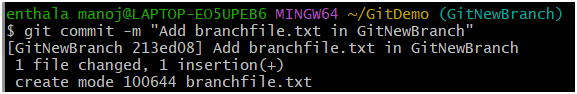 enthala manoj@LAPTOP-EO5UPEB6 MINGW64 ~/GitDemo (GitNewBranch)
$ git commit -m "Add branchfile.txt in GitNewBranch"
[GitNewBranch 213ed08] Add branchfile.txt in GitNewBranch
 1 file changed, 1 insertion(+)
 create mode 100644 branchfile.txt